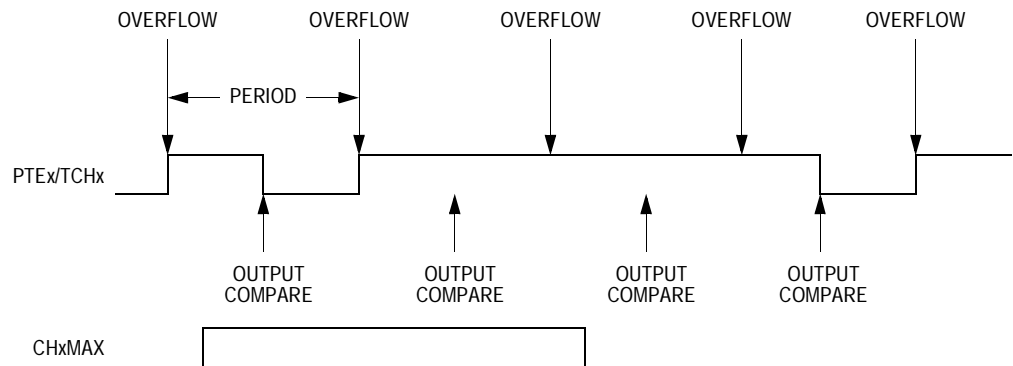 OVERFLOW OVERFLOW OVERFLOW OVERFLOW OVERFLOW
PERIOD
PTEx/TCHx
OUTPUT COMPARE
OUTPUT COMPARE
OUTPUT COMPARE
OUTPUT COMPARE
CHxMAX